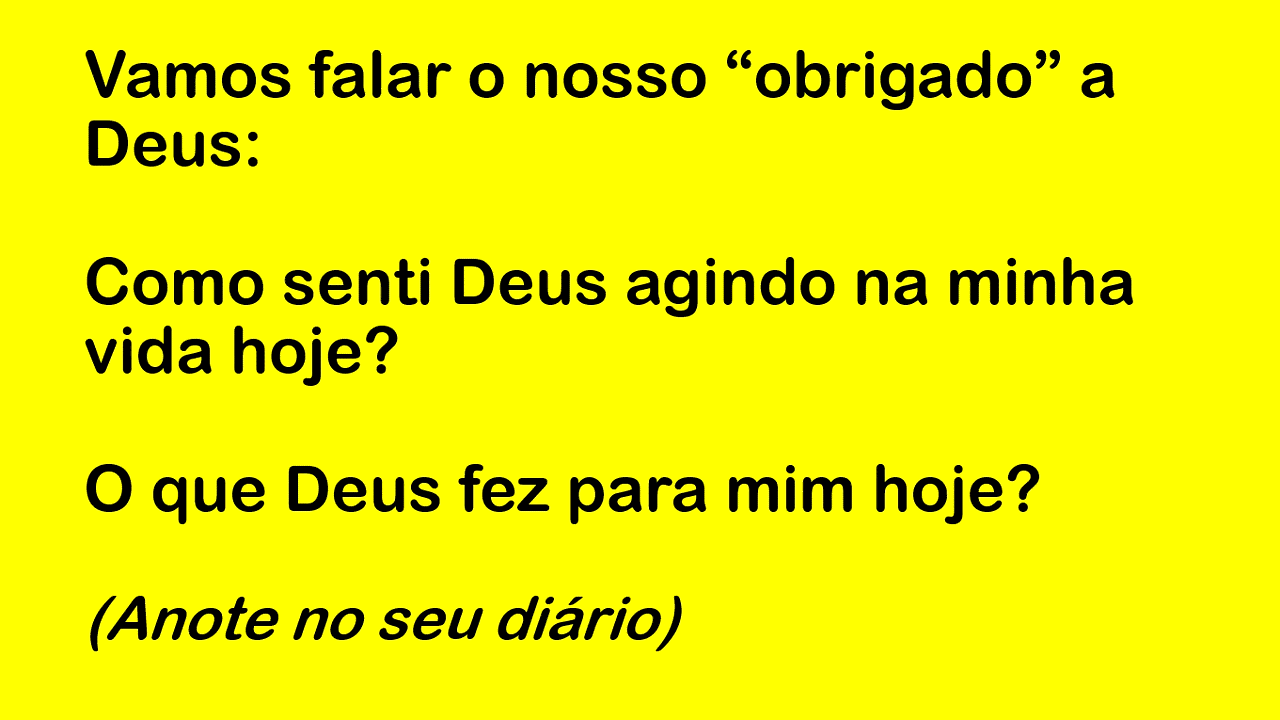 Vamos falar o nosso “obrigado” a
Deus:
Como senti Deus agindo na minha
vida hoje?
O que Deus fez para mim hoje?
(Anote no seu diário)